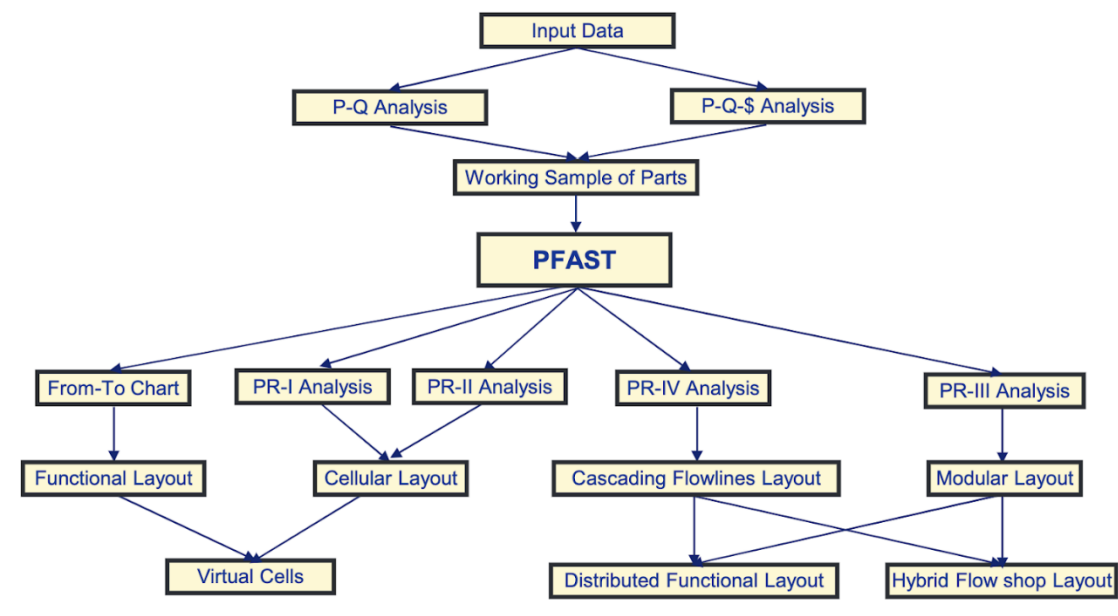 Input Data
P-Q Analysis
P-Q-$ Analysis
Working Sample of Parts
PFAST
From-To Chart
PR-I Analysis
PR-II Analysis
PR-IV Analysis
PR-III Analysis
Functional Layout
Cellular Layout
Cascading Flowlines Layout
Modular Layout
Virtual Cells
Distributed Functional Layout
Hybrid Flow shop Layout